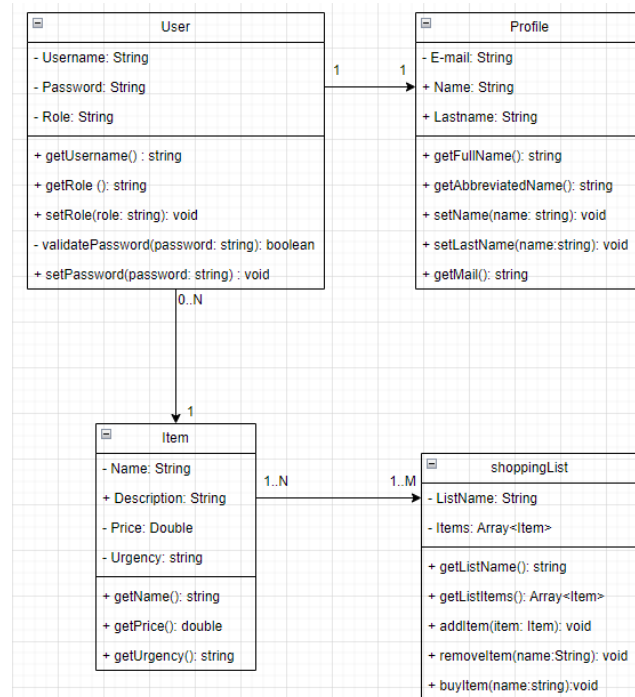 User
- Username: String
- Password: String
- Role: String
+ getUsername() : string
+ getRole (): string
+ setRole(role: string): void
- validatePassword(password: string): boolean
+ setPassword(password: string) : void
1
1
Profile
- E-mail: String
+ Name: String
+ Lastname: String
+ getFullName(): string
+ getAbbreviatedName(): string
+ setName(name: string): void
+ setLastName(name:string): void
+ getMail(): string
0..N
1
Item
- Name: String
+ Description: String
- Price: Double
- Urgency: string
+ getName(): string
+ getPrice(): double
+ getUrgency(): string
1..N
1..M
shoppingList
- ListName: String
- Items: Array<Item>
+ getListName(): string
+ getListItems(): Array<Item>
+ addItem(item: Item): void
+ removeItem(name:String): void
+ buyItem(name:string):void